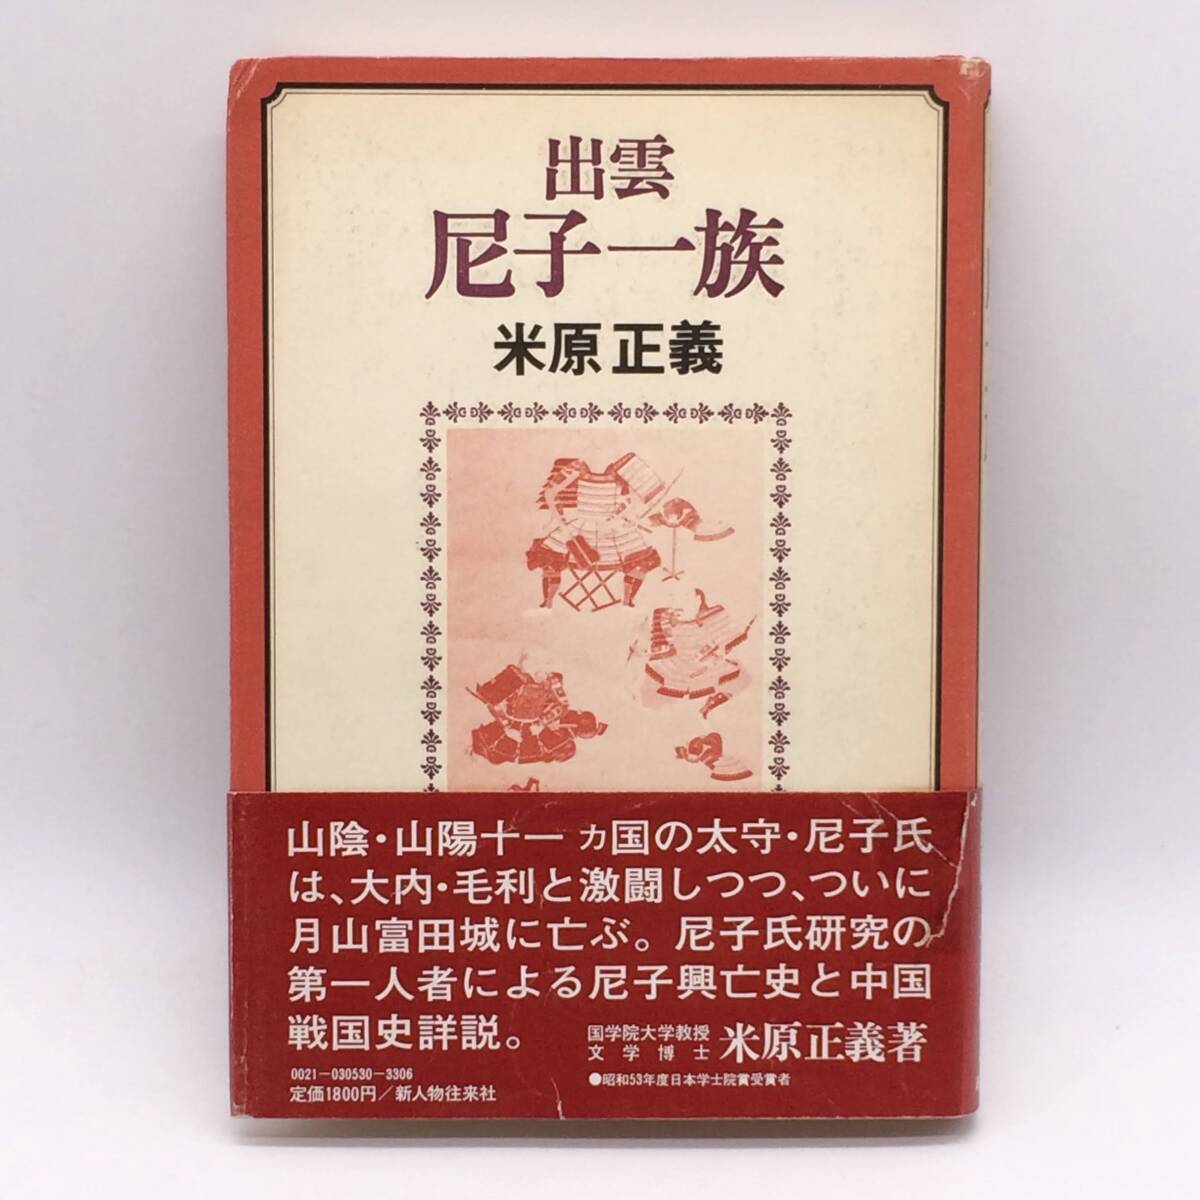 出雲
尼子一族
米原正義
山陰・山陽十一カ国の太守・尼子氏
は、大内・毛利と激闘しつつ、ついに
月山富田城に亡ぶ。尼子氏研究の
第一人者による尼子興亡史と中国
戦国史詳説。
国学院大学教授
文学博士
米原正義著
●昭和53年度日本学士院賞受賞者
0021-030530-3306
定価1800円／新人物往来社